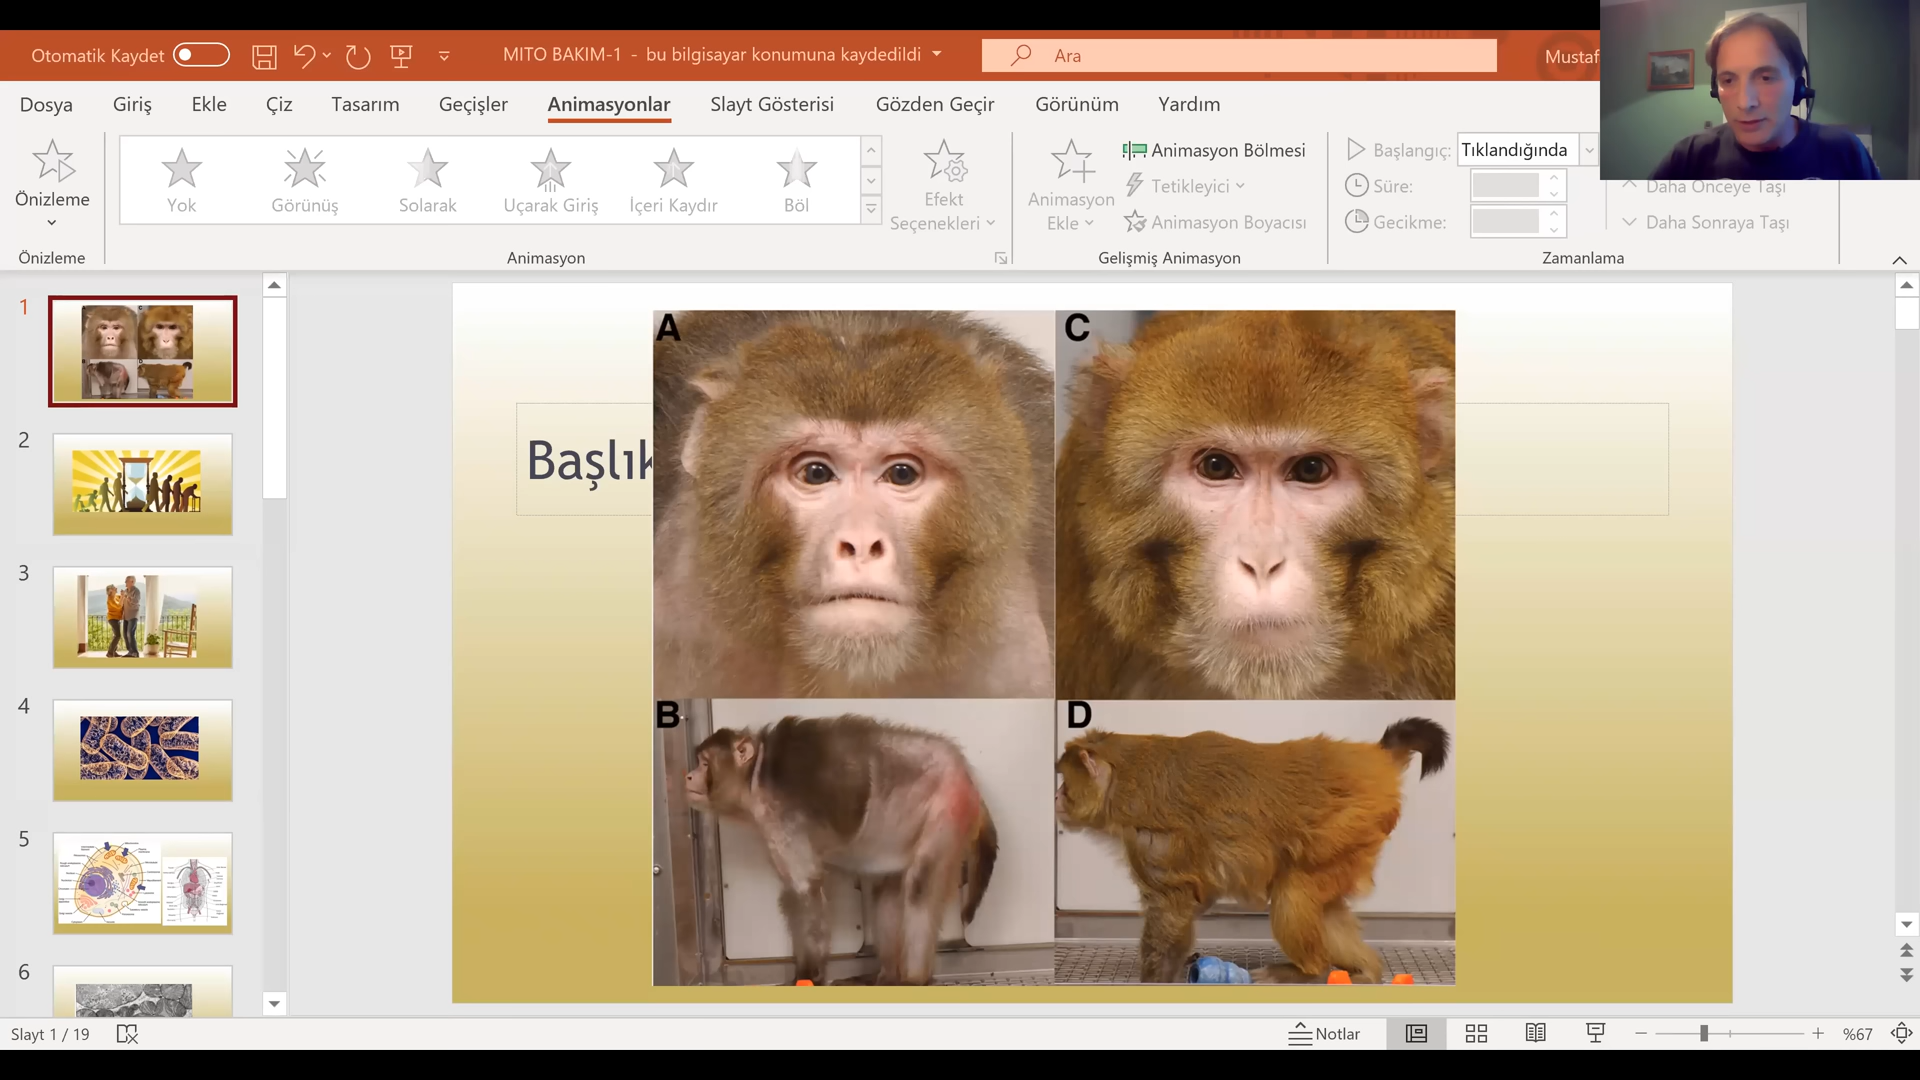 Otomatik Kaydet
MITO BAKIM-1 - bu bilgisayar konumuna kaydedildi
Ara
Mustaf
Dosya Giriş Ekle Çiz Tasarım Geçişler Animasyonlar Slayt Gösterisi Gözden Geçir Görünüm Yardım
Önizleme
Yok
Görünüş
Solarak
Uçarak Giriş
İçeri Kaydır
Böl
Efekt
Seçenekleri
Animasyon
Ekle
Animasyon Bölmesi
Tetikleyici
Animasyon Boyacısı
Başlangıç: Tıklandığında
Süre:
Gecikme:
Daha Önceye Taşı
Daha Sonraya Taşı
Önizleme
Animasyon
Gelişmiş Animasyon
Zamanlama
1
2
3
4
5
6
A
C
Başlık
B
D
Slayt 1 / 19
Notlar
%67